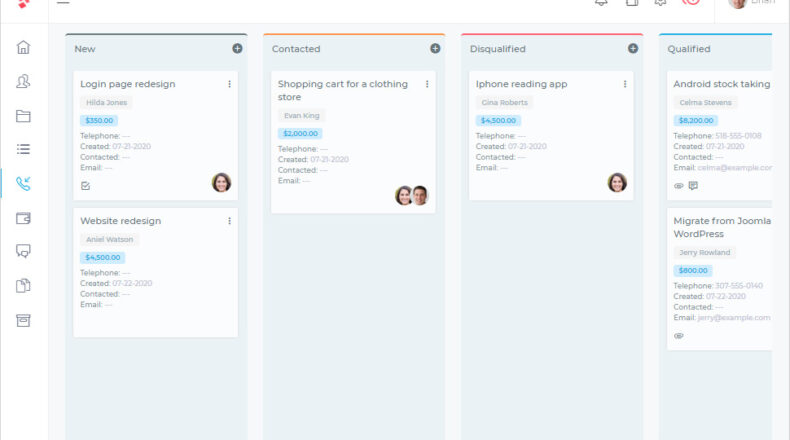 Brian
New
Contacted
Disqualified
Qualified
Login page redesign
Hilda Jones
$350.00
Telephone: ---
Created: 07-21-2020
Contacted: ---
Email: ---
Website redesign
Aniel Watson
$4,500.00
Telephone: ---
Created: 07-22-2020
Contacted: ---
Email: ---
Shopping cart for a clothing
store
Evan King
$2,000.00
Telephone: ---
Created: 07-21-2020
Contacted: ---
Email: ---
Iphone reading app
Gina Roberts
$4,500.00
Telephone: ---
Created: 07-21-2020
Contacted: ---
Email: ---
Android stock taking
Celma Stevens
$8,200.00
Telephone: 518-555-0108
Created: 07-21-2020
Contacted: ---
Email: celma@example.cor
Migrate from Joomla
WordPress
Jerry Rowland
$800.00
Telephone: 307-555-0140
Created: 07-22-2020
Contacted: ---
Email: jerry@example.com